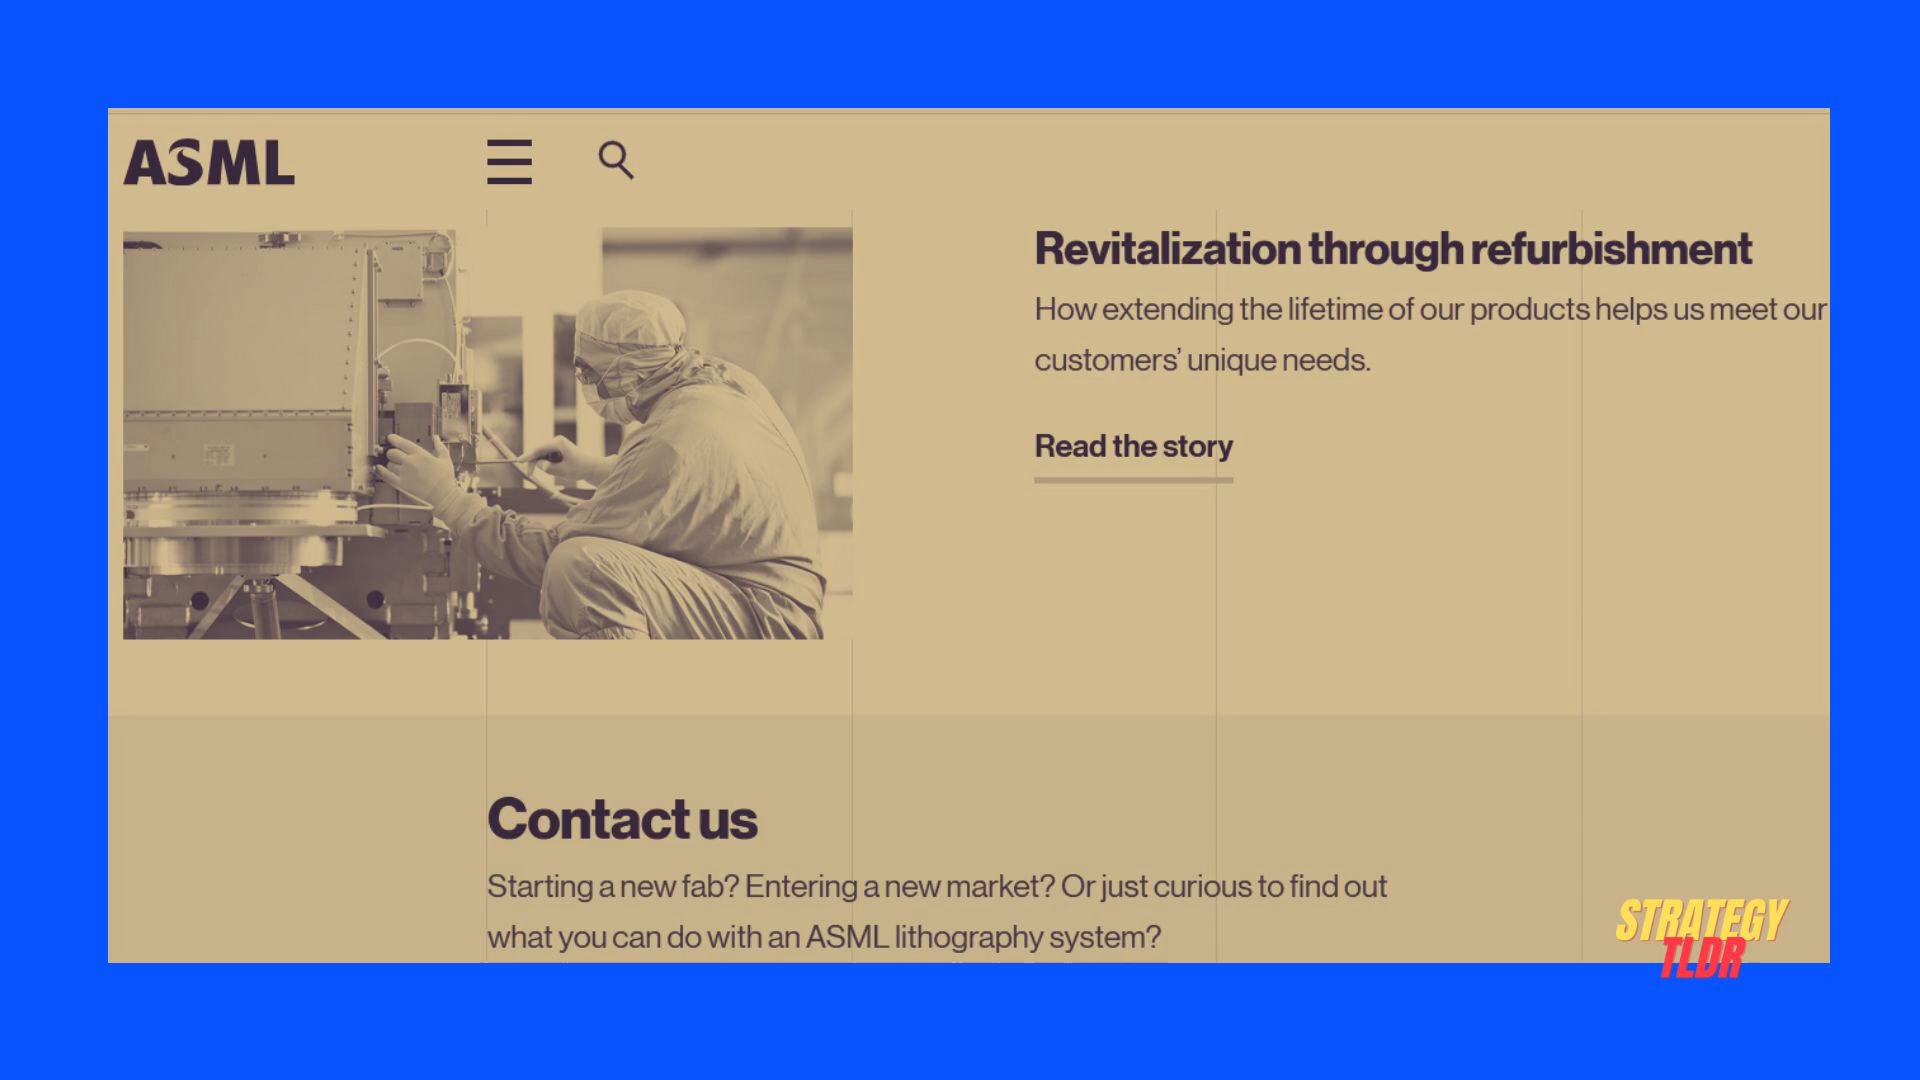 ASML
Revitalization through refurbishment
How extending the lifetime of our products helps us meet our
customers’ unique needs.
Read the story
Contact us
Starting a new fab? Entering a new market? Or just curious to find out
what you can do with an ASML lithography system?
STRATEGY
TLDR